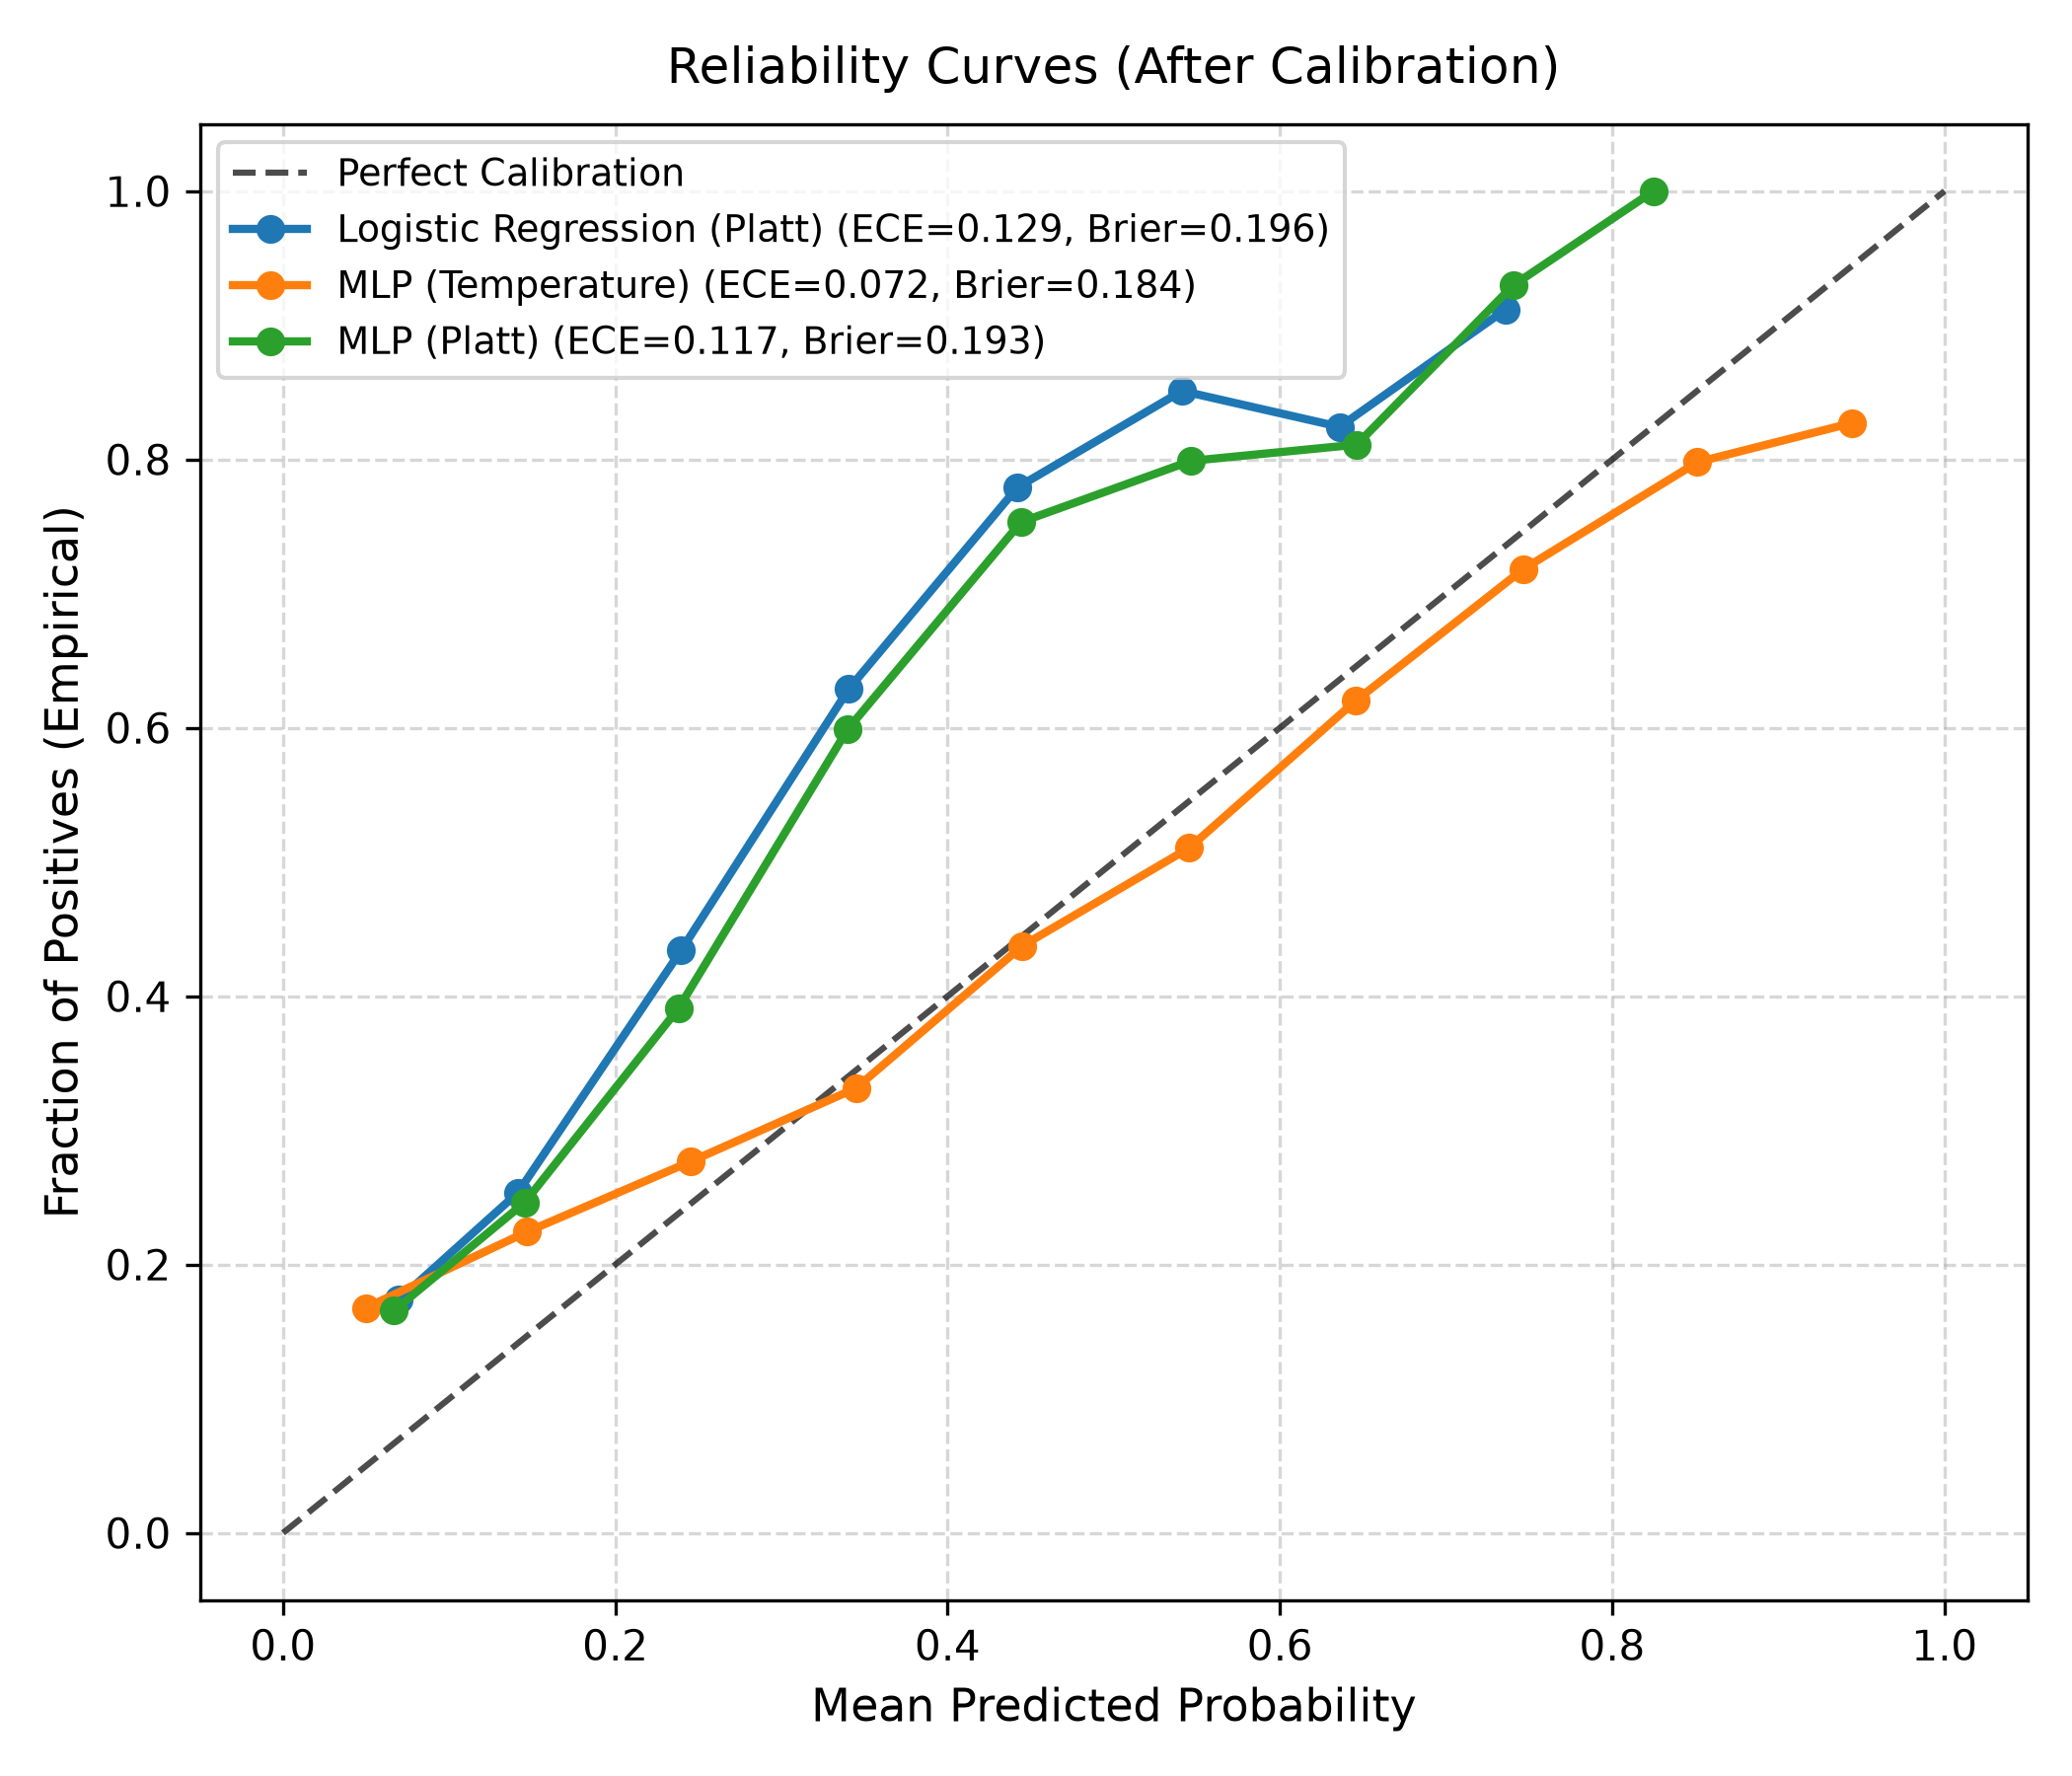 Reliability Curves (After Calibration)
Perfect Calibration
Logistic Regression (Platt) (ECE=0.129, Brier=0.196)
MLP (Temperature) (ECE=0.072, Brier=0.184)
MLP (Platt) (ECE=0.117, Brier=0.193)
Fraction of Positives (Empirical)
1.0
0.8
0.6
0.4
0.2
0.0
0.0 0.2 0.4 0.6 0.8 1.0
Mean Predicted Probability